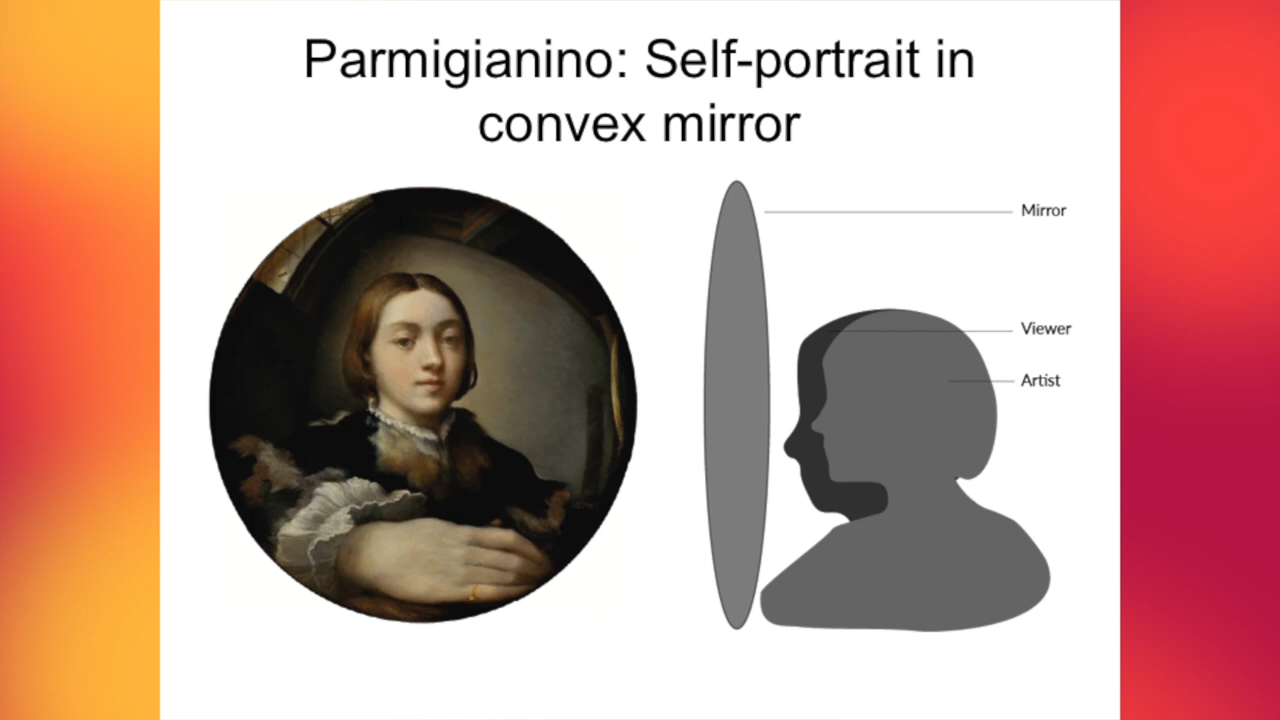 Parmigianino: Self-portrait in
convex mirror
Mirror
Viewer
Artist